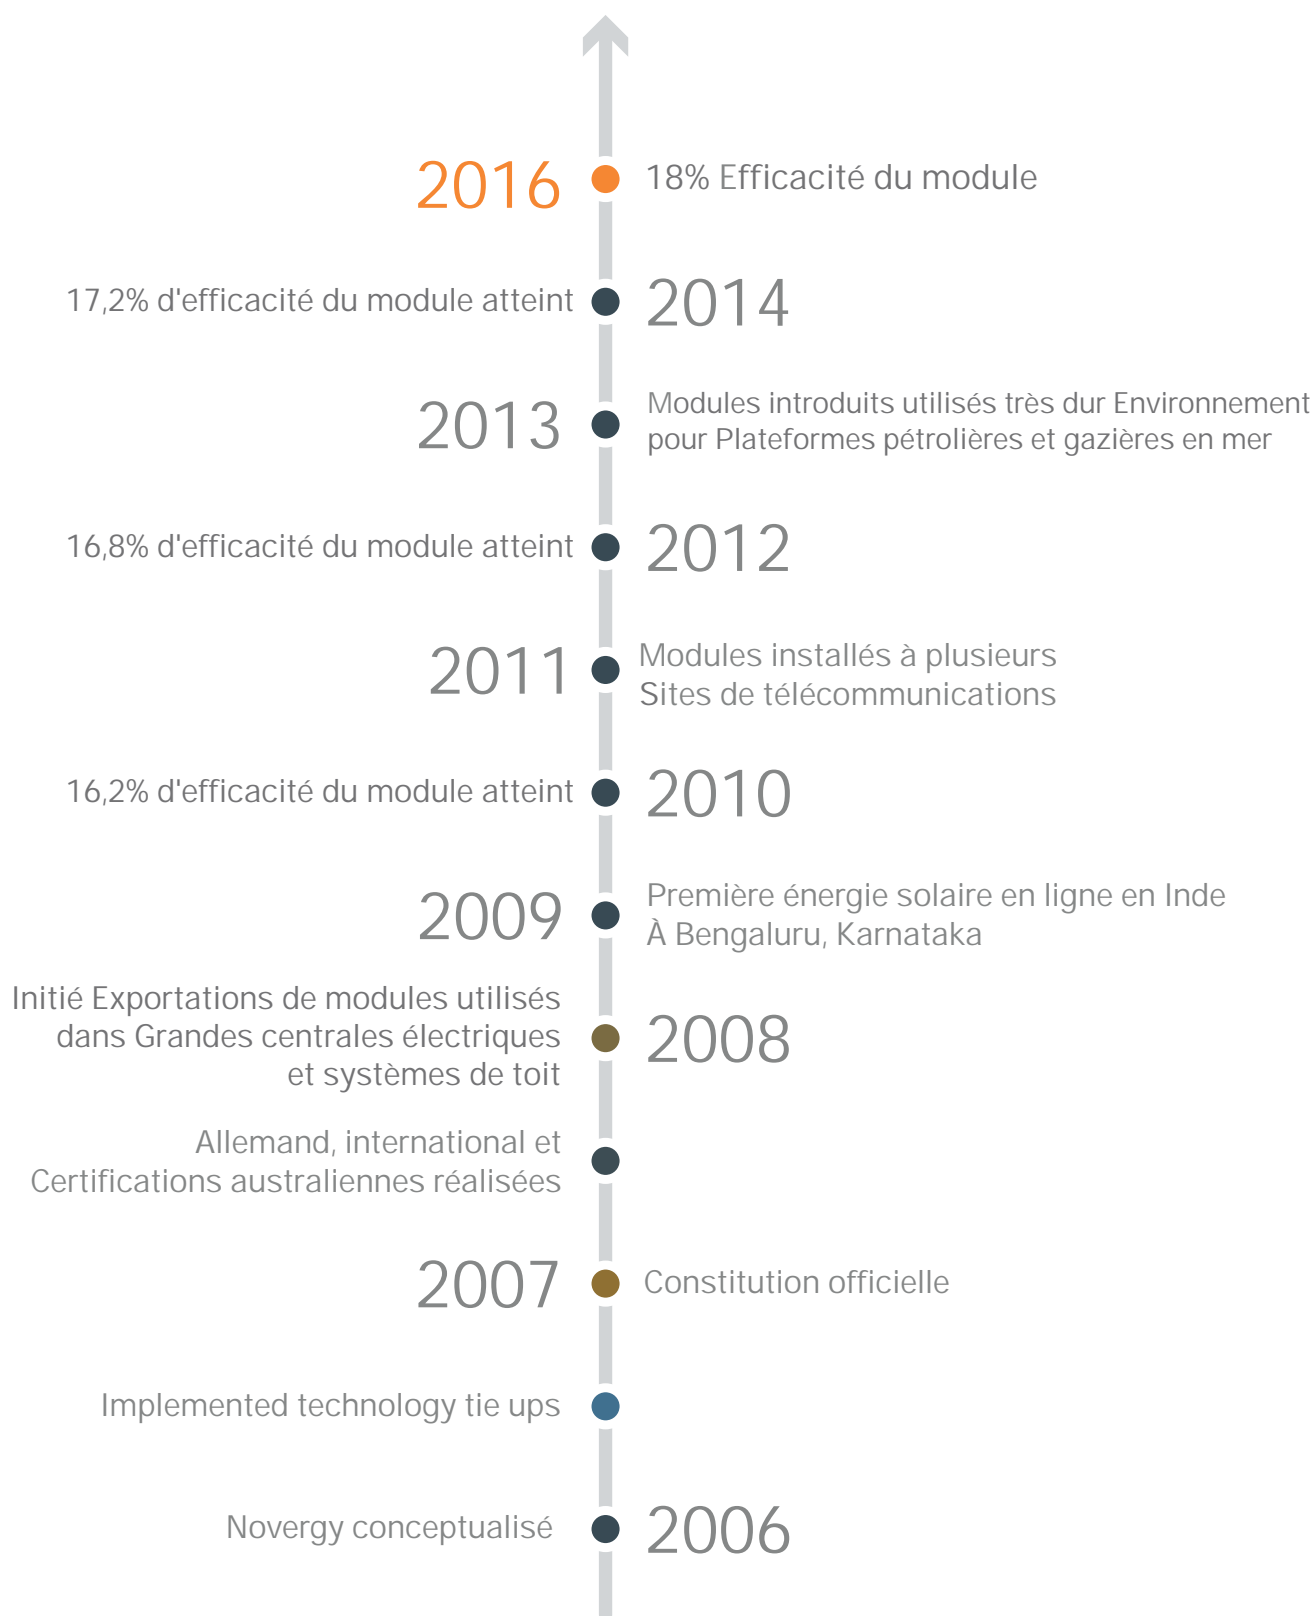 2016
18% Efficacité du module
17,2% d'efficacité du module atteint
2014
2013
Modules introduits utilisés très dur Environnement
pour Plateformes pétrolières et gazières en mer
16,8% d'efficacité du module atteint
2012
2011
Modules installés à plusieurs
Sites de télécommunications
16,2% d'efficacité du module atteint
2010
2009
Première énergie solaire en ligne en Inde
À Bengaluru, Karnataka
Initié Exportations de modules utilisés
dans Grandes centrales électriques
et systèmes de toit
2008
Allemand, international et
Certifications australiennes réalisées
2007
Constitution officielle
Implemented technology tie ups
Novergy conceptualisé
2006